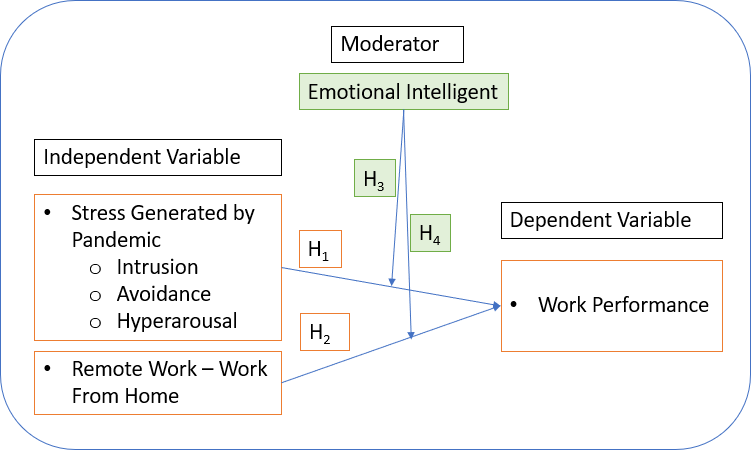 Moderator
Emotional Intelligent
Independent Variable
• Stress Generated by
Pandemic
o Intrusion
o Avoidance
o Hyperarousal
• Remote Work – Work
From Home
H1
H2
H3
H4
Dependent Variable
• Work Performance